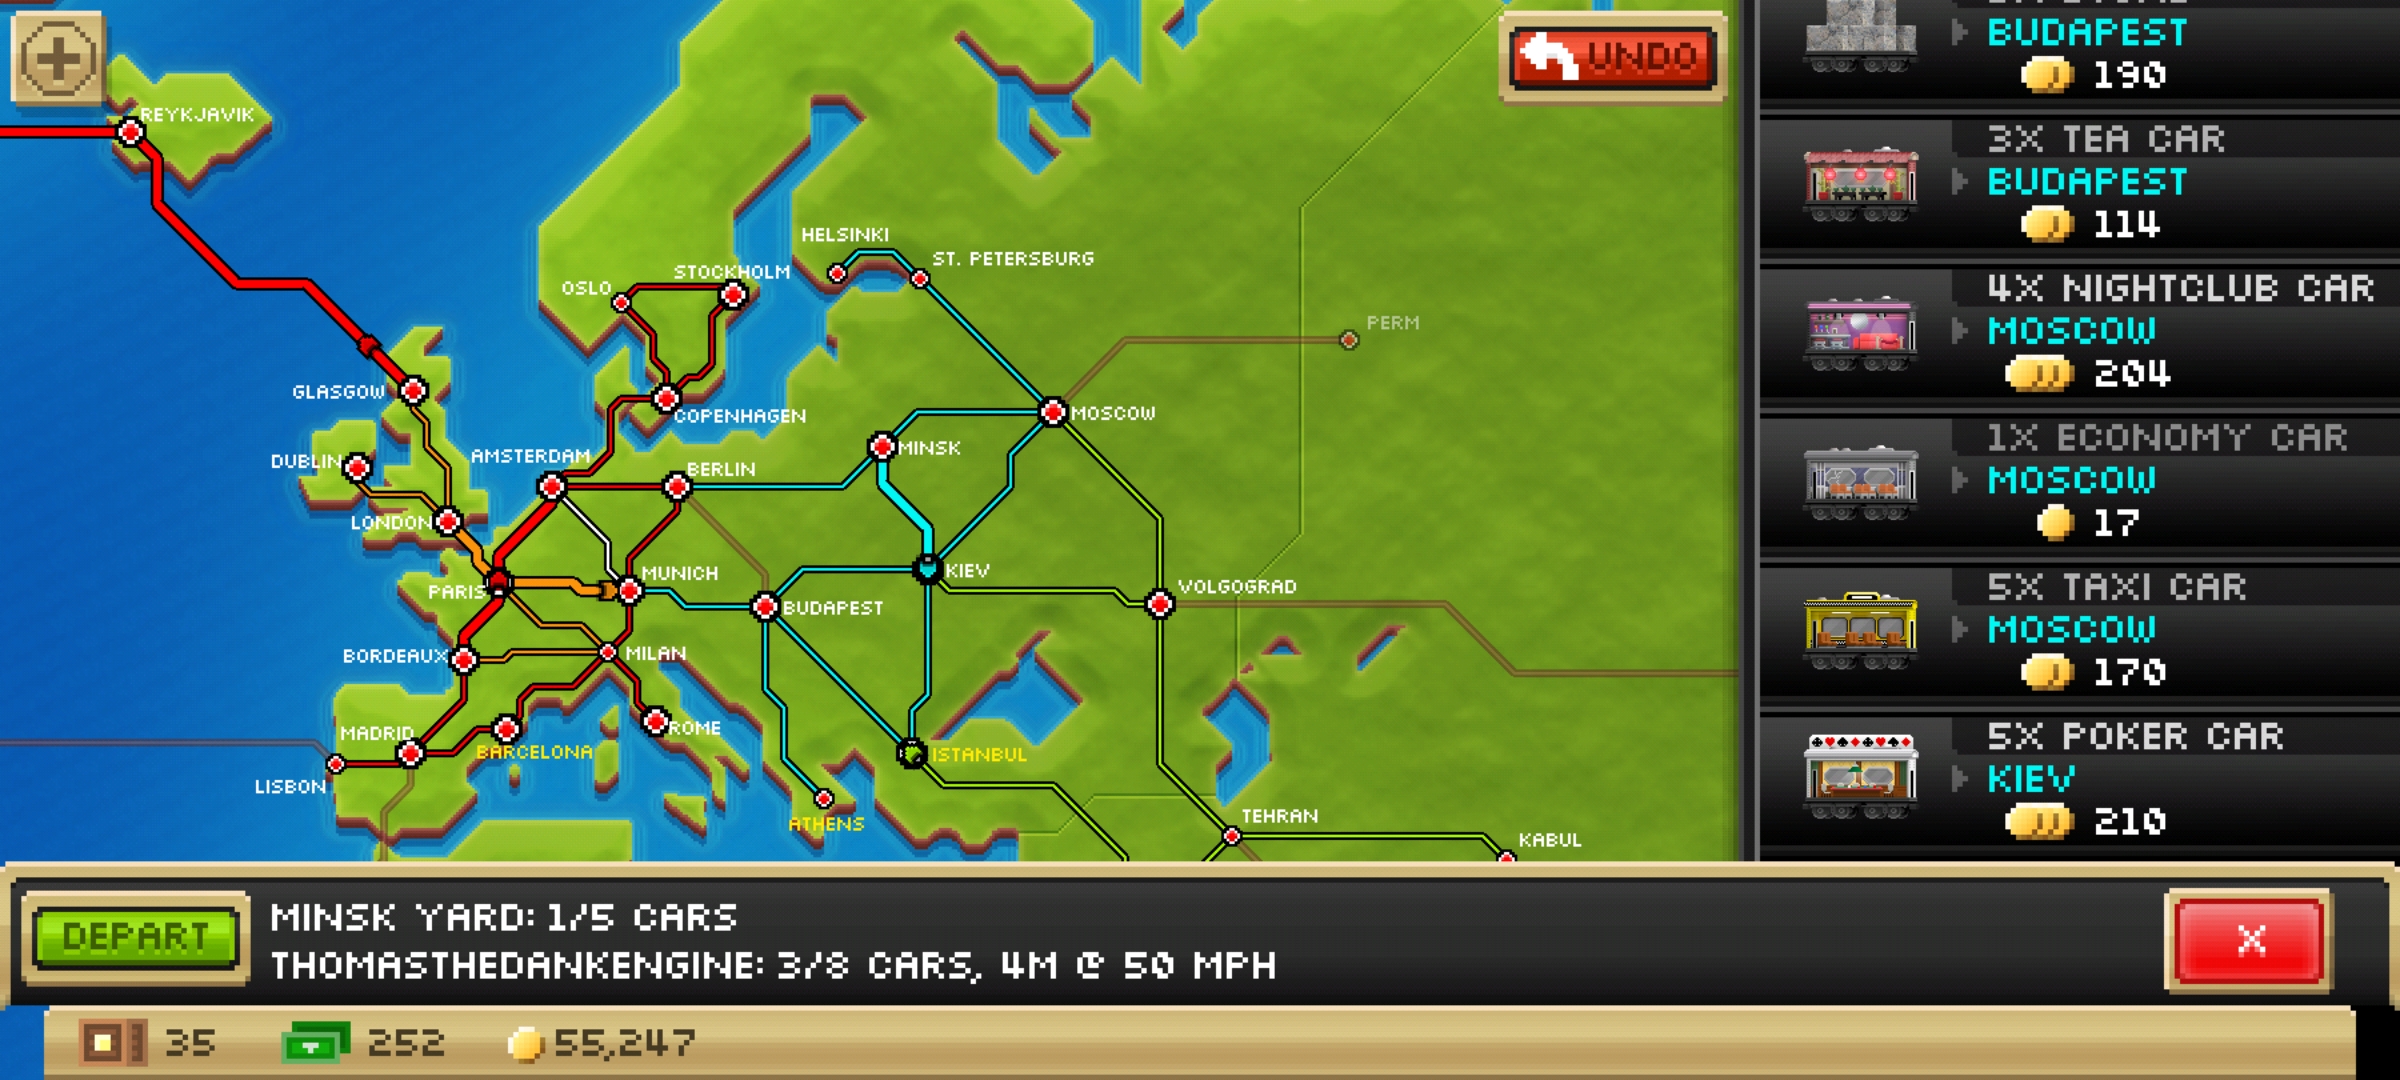 UNDO
REYKJAVIK
HELSINKI
ST. PETERSBURG
STOCKHOLM
OSLO
PERM
GLASGOW
COPENHAGEN
MOSCOW
MINSK
AMSTERDAM
DUBLIN
BERLIN
LONDON
KIEV
MUNICH
PARIS
VOLGOGRAD
BUDAPEST
BORDEAUX
MILAN
ROME
MADRID
BARCELONA
ISTANBUL
LISBON
ATHENS
TEHRAN
KABUL
BUDAPEST
190
3X TEA CAR
BUDAPEST
114
4X NIGHTCLUB CAR
MOSCOW
204
1X ECONOMY CAR
MOSCOW
17
5X TAXI CAR
MOSCOW
170
5X POKER CAR
KIEV
210
DEPART
MINSK YARD: 1/5 CARS
THOMASTHEDANKENGINE: 3/8 CARS, 4M @ 50 MPH
X
35
252
55,247